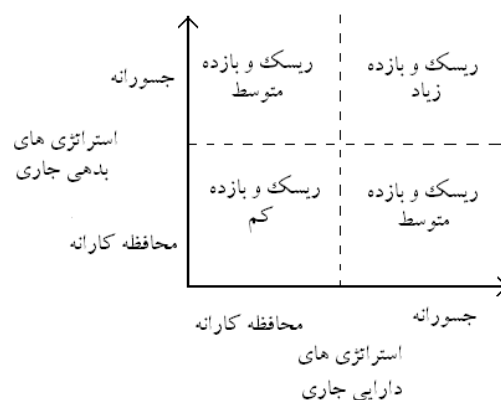 جسورانه
استراتژی های
بدهی جاری
محافظه کارانه
ریسک و بازده
زیاد
ریسک و بازده
متوسط
ریسک و بازده
متوسط
ریسک و بازده
کم
جسورانه
محافظه کارانه
استراتژی های
دارایی جاری